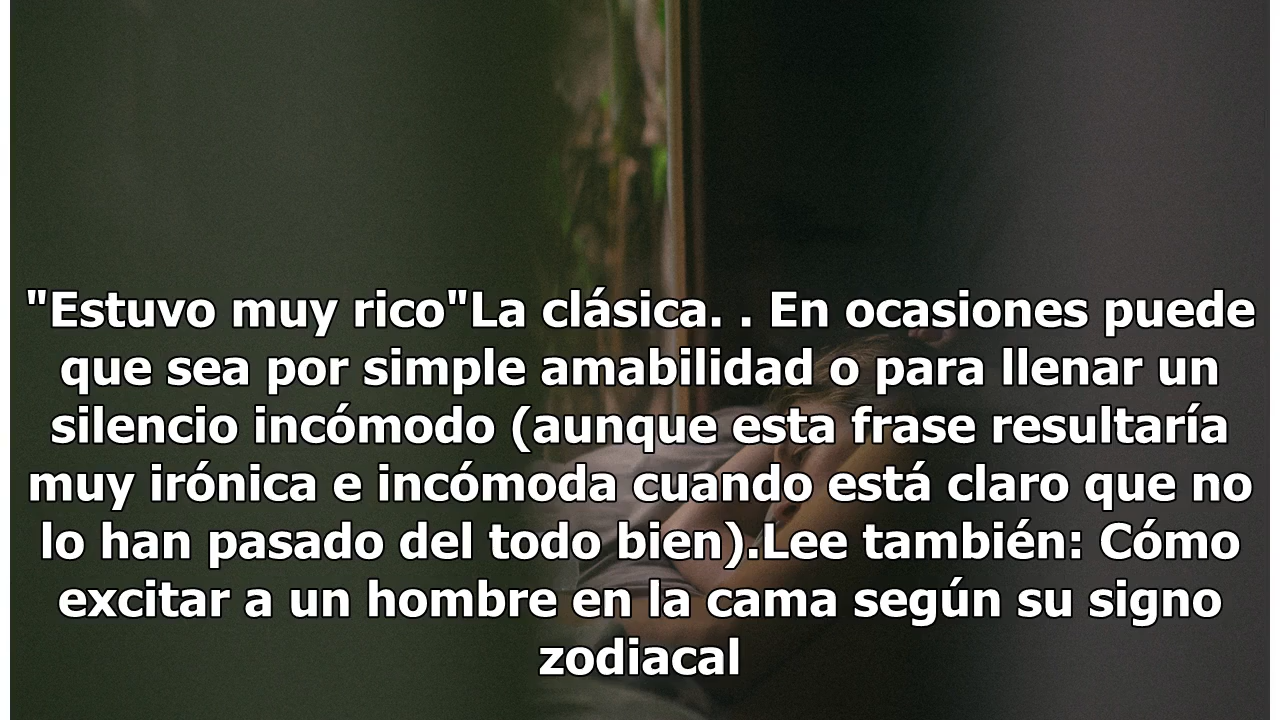 "Estuvo muy rico"La clásica. . En ocasiones puede
que sea por simple amabilidad o para llenar un
silencio incómodo (aunque esta frase resultaría
muy irónica e incómoda cuando está claro que no
lo han pasado del todo bien).Lee también: Cómo
excitar a un hombre en la cama según su signo
zodiacal